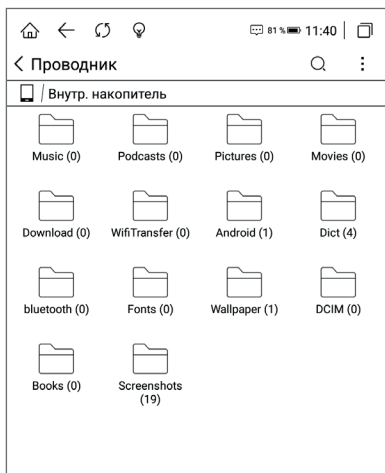 81 % 11:40
Проводник
Внутр. накопитель
Music (0) Podcasts (0) Pictures (0) Movies (0)
Download (0) WifiTransfer (0) Android (1) Dict (4)
bluetooth (0) Fonts (0) Wallpaper (1) DCIM (0)
Books (0) Screenshots
(19)